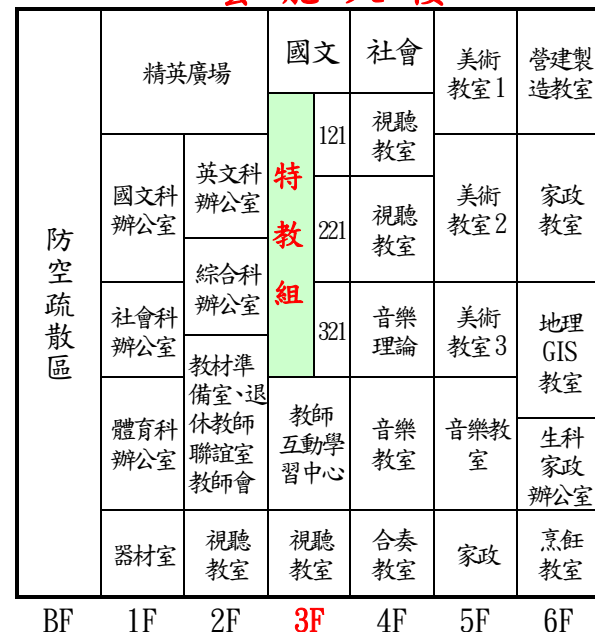 防空疏散區
精英廣場
國文科
辦公室
社會科
辦公室
體育科
辦公室
器材室
英文科
辦公室
綜合科
辦公室
教材準
備室、退
休教師
聯誼室
教師會
視聽
教室
國文
特教組
121
221
321
教師
互動學
習中心
視聽
教室
社會
視聽
教室
視聽
教室
音樂
理論
音樂
教室
合奏
教室
美術
教室1
美術
教室2
美術
教室3
音樂教
室
家政
營建製
造教室
家政
教室
地理
GIS
教室
生科
家政
辦公室
烹飪
教室
BF 1F 2F 3F 4F 5F 6F